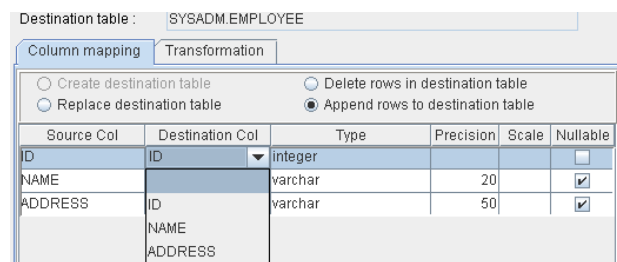 Destination table : SYSADM.EMPLOYEE
Column mapping Transformation
Create destination table Delete rows in destination table
Replace destination table Append rows to destination table
Source Col Destination Col Type Precision Scale Nullable
ID ID integer
NAME varchar 20
ADDRESS ID varchar 50
NAME
ADDRESS